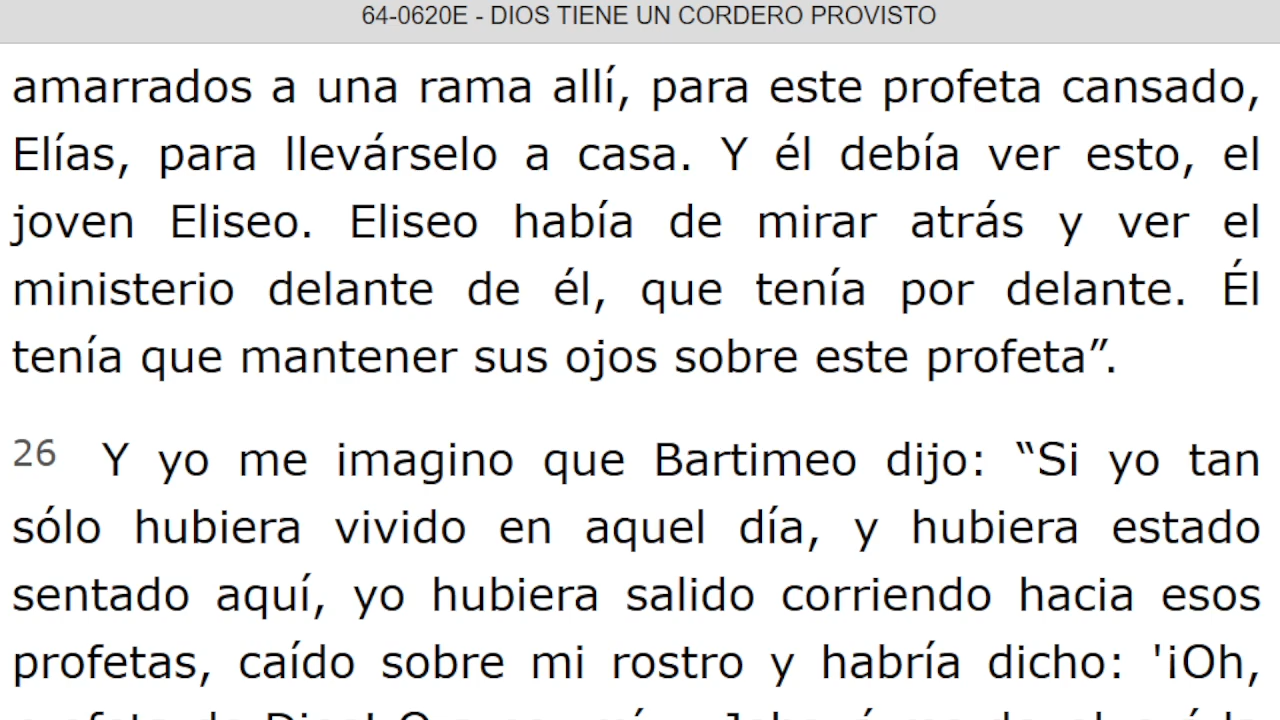 64-0620E - DIOS TIENE UN CORDERO PROVISTO
amarrados a una rama allí, para este profeta cansado,
Elías, para llevárselo a casa. Y él debía ver esto, el
joven Eliseo. Eliseo había de mirar atrás y ver el
ministerio delante de él, que tenía por delante. Él
tenía que mantener sus ojos sobre este profeta”.
26 Y yo me imagino que Bartimeo dijo: “Si yo tan
sólo hubiera vivido en aquel día, y hubiera estado
sentado aquí, yo hubiera salido corriendo hacia esos
profetas, caído sobre mi rostro y habría dicho: '¡Oh,